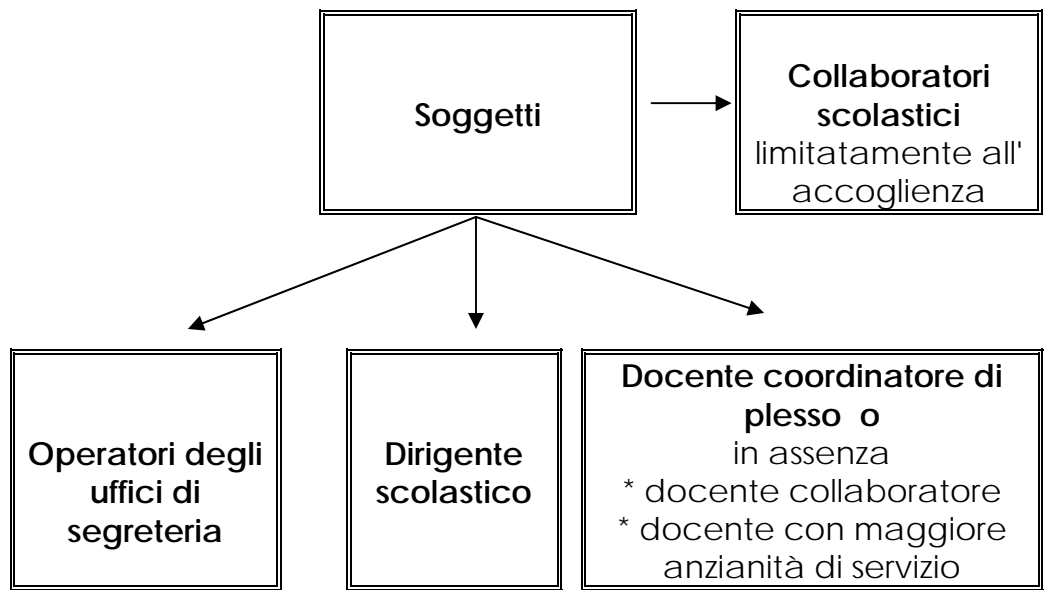 Soggetti
Collaboratori
scolastici
limitatamente all'
accoglienza
Operatori degli
uffici di
segreteria
Dirigente
scolastico
Docente coordinatore di
plesso o
in assenza
* docente collaboratore
* docente con maggiore
anzianità di servizio